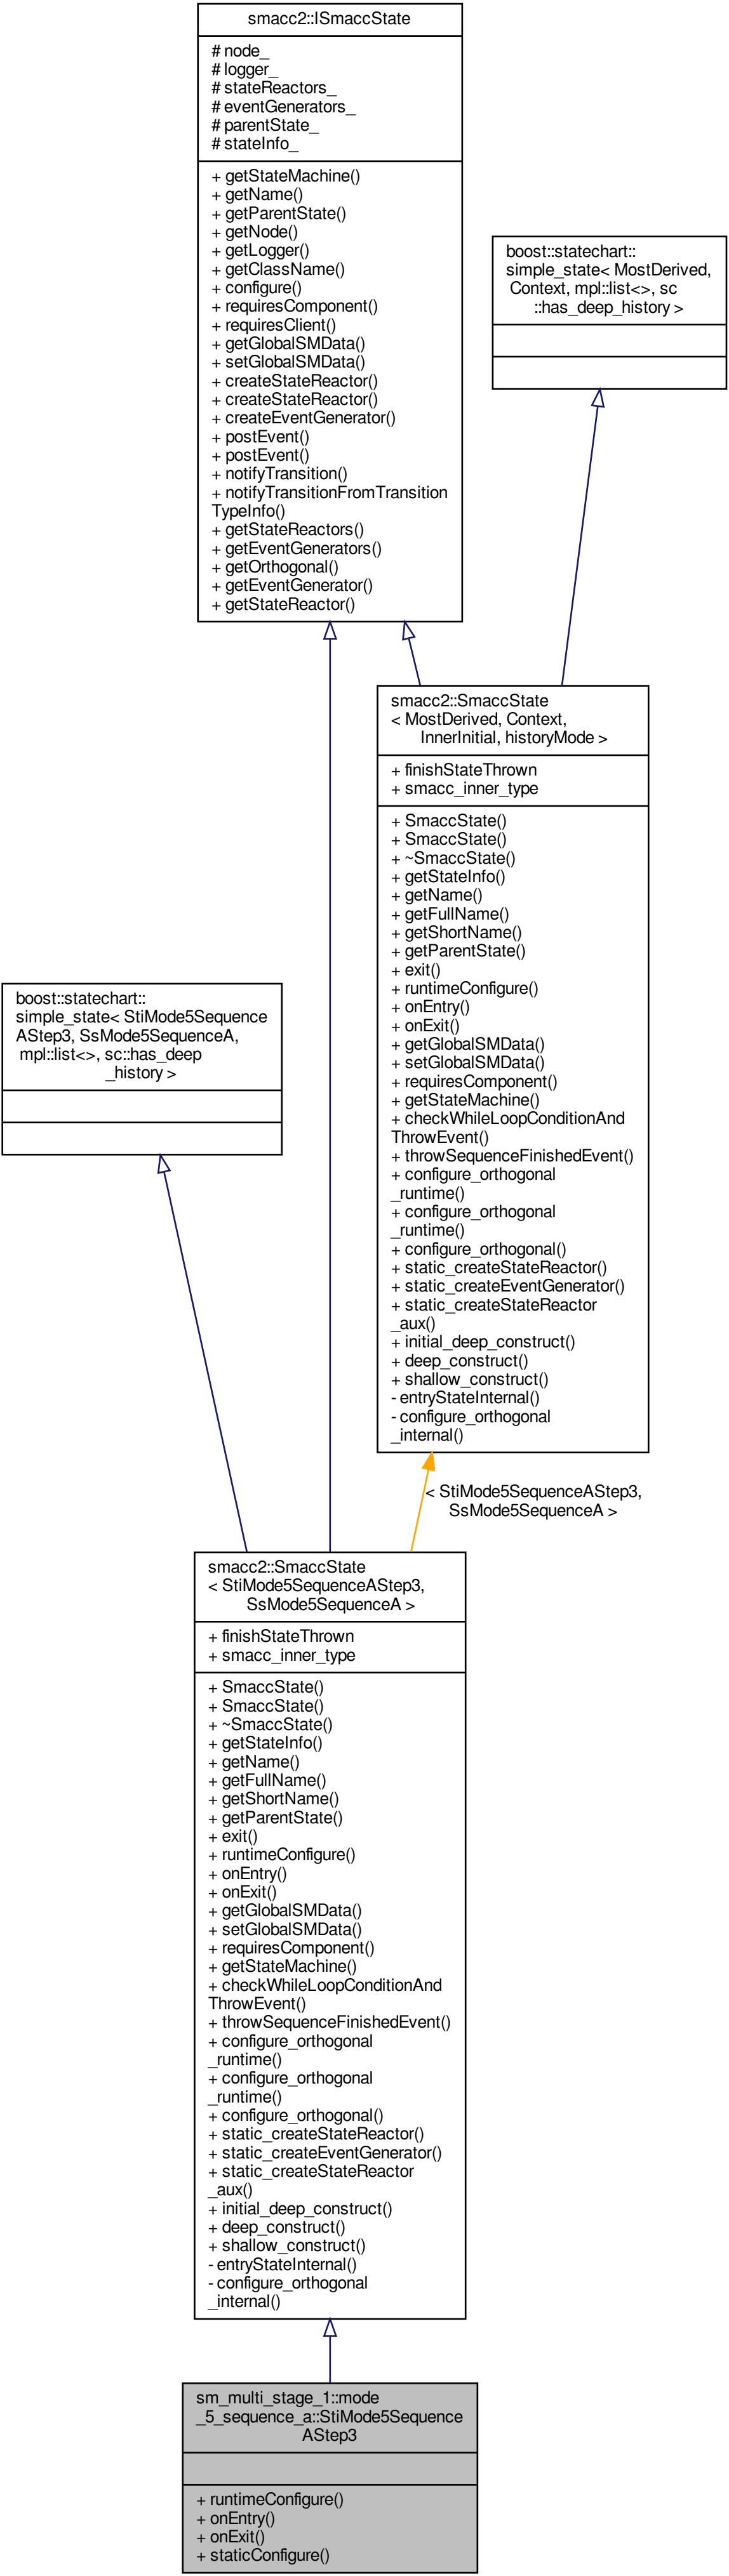 smacc2::ISmaccState
# node_
# logger_
# stateReactors_
# eventGenerators_
# parentState_
# stateInfo_
+ getStateMachine()
+ getName()
+ getParentState()
+ getNode()
+ getLogger()
+ getClassName()
+ configure()
+ requiresComponent()
+ requiresClient()
+ getGlobalSMData()
+ setGlobalSMData()
+ createStateReactor()
+ createStateReactor()
+ createEventGenerator()
+ postEvent()
+ postEvent()
+ notifyTransition()
+ notifyTransitionFromTransition
TypeInfo()
+ getStateReactors()
+ getEventGenerators()
+ getOrthogonal()
+ getEventGenerator()
+ getStateReactor()
boost::statechart::
simple_state< MostDerived,
Context, mpl::list<>, sc
::has_deep_history >
smacc2::SmaccState
< MostDerived, Context,
InnerInitial, historyMode >
+ finishStateThrown
+ smacc_inner_type
+ SmaccState()
+ SmaccState()
+ ~SmaccState()
+ getStateInfo()
+ getName()
+ getFullName()
+ getShortName()
+ getParentState()
+ exit()
+ runtimeConfigure()
+ onEntry()
+ onExit()
+ getGlobalSMData()
+ setGlobalSMData()
+ requiresComponent()
+ getStateMachine()
+ checkWhileLoopConditionAnd
ThrowEvent()
+ throwSequenceFinishedEvent()
+ configure_orthogonal
_runtime()
+ configure_orthogonal
_runtime()
+ configure_orthogonal()
+ static_createStateReactor()
+ static_createEventGenerator()
+ static_createStateReactor
_aux()
+ initial_deep_construct()
+ deep_construct()
+ shallow_construct()
- entryStateInternal()
- configure_orthogonal
_internal()
boost::statechart::
simple_state< StiMode5Sequence
AStep3, SsMode5SequenceA,
mpl::list<>, sc::has_deep
_history >
< StiMode5SequenceAStep3,
SsMode5SequenceA >
smacc2::SmaccState
< StiMode5SequenceAStep3,
SsMode5SequenceA >
+ finishStateThrown
+ smacc_inner_type
+ SmaccState()
+ SmaccState()
+ ~SmaccState()
+ getStateInfo()
+ getName()
+ getFullName()
+ getShortName()
+ getParentState()
+ exit()
+ runtimeConfigure()
+ onEntry()
+ onExit()
+ getGlobalSMData()
+ setGlobalSMData()
+ requiresComponent()
+ getStateMachine()
+ checkWhileLoopConditionAnd
ThrowEvent()
+ throwSequenceFinishedEvent()
+ configure_orthogonal
_runtime()
+ configure_orthogonal
_runtime()
+ configure_orthogonal()
+ static_createStateReactor()
+ static_createEventGenerator()
+ static_createStateReactor
_aux()
+ initial_deep_construct()
+ deep_construct()
+ shallow_construct()
- entryStateInternal()
- configure_orthogonal
_internal()
sm_multi_stage_1::mode
_5_sequence_a::StiMode5Sequence
AStep3
+ runtimeConfigure()
+ onEntry()
+ onExit()
+ staticConfigure()